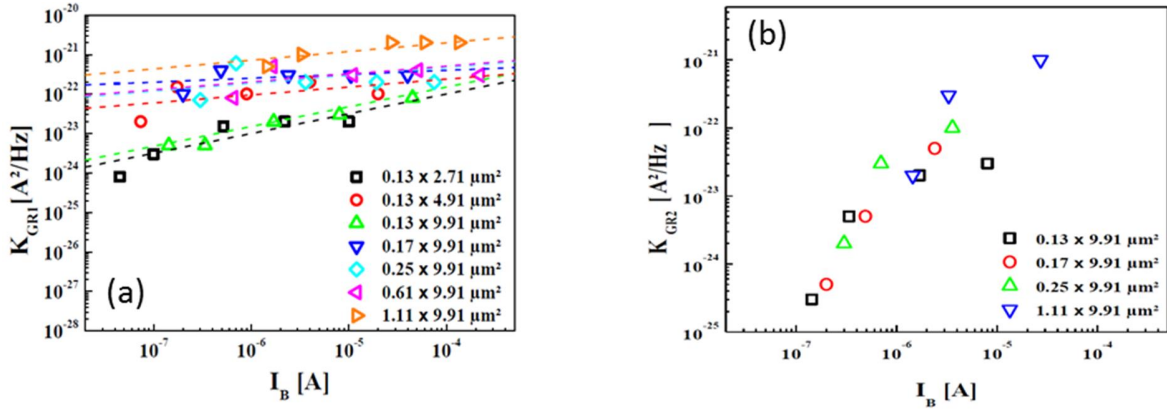 (a)
K_GR1 [A²/Hz]
10⁻²⁰
10⁻²¹
10⁻²²
10⁻²³
10⁻²⁴
10⁻²⁵
10⁻²⁶
10⁻²⁷
10⁻²⁸
0.13 x 2.71 µm²
0.13 x 4.91 µm²
0.13 x 9.91 µm²
0.17 x 9.91 µm²
0.25 x 9.91 µm²
0.61 x 9.91 µm²
1.11 x 9.91 µm²
10⁻⁷ 10⁻⁶ 10⁻⁵ 10⁻⁴
I_B [A]
(b)
K_GR2 [A²/Hz]
10⁻²¹
10⁻²²
10⁻²³
10⁻²⁴
10⁻²⁵
0.13 x 9.91 µm²
0.17 x 9.91 µm²
0.25 x 9.91 µm²
1.11 x 9.91 µm²
10⁻⁷ 10⁻⁶ 10⁻⁵ 10⁻⁴
I_B [A]